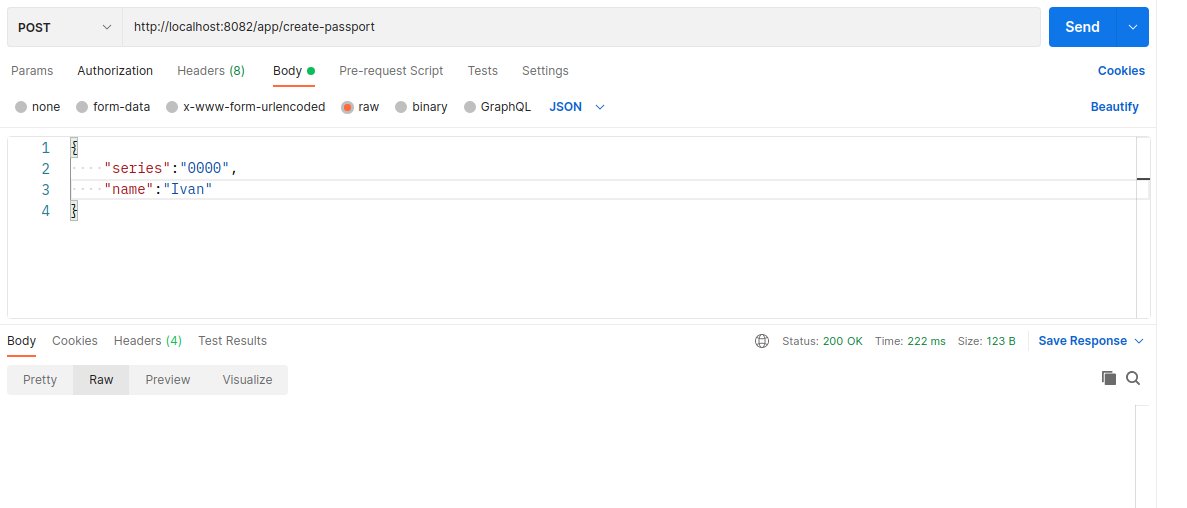 POST http://localhost:8082/app/create-passport Send
Params Authorization Headers (8) Body Pre-request Script Tests Settings Cookies
none form-data x-www-form-urlencoded raw binary GraphQL JSON Beautify
1 {
2 ····"series":"0000",
3 ····"name":"Ivan"
4 }
Body Cookies Headers (4) Test Results Status: 200 OK Time: 222 ms Size: 123 B Save Response
Pretty Raw Preview Visualize